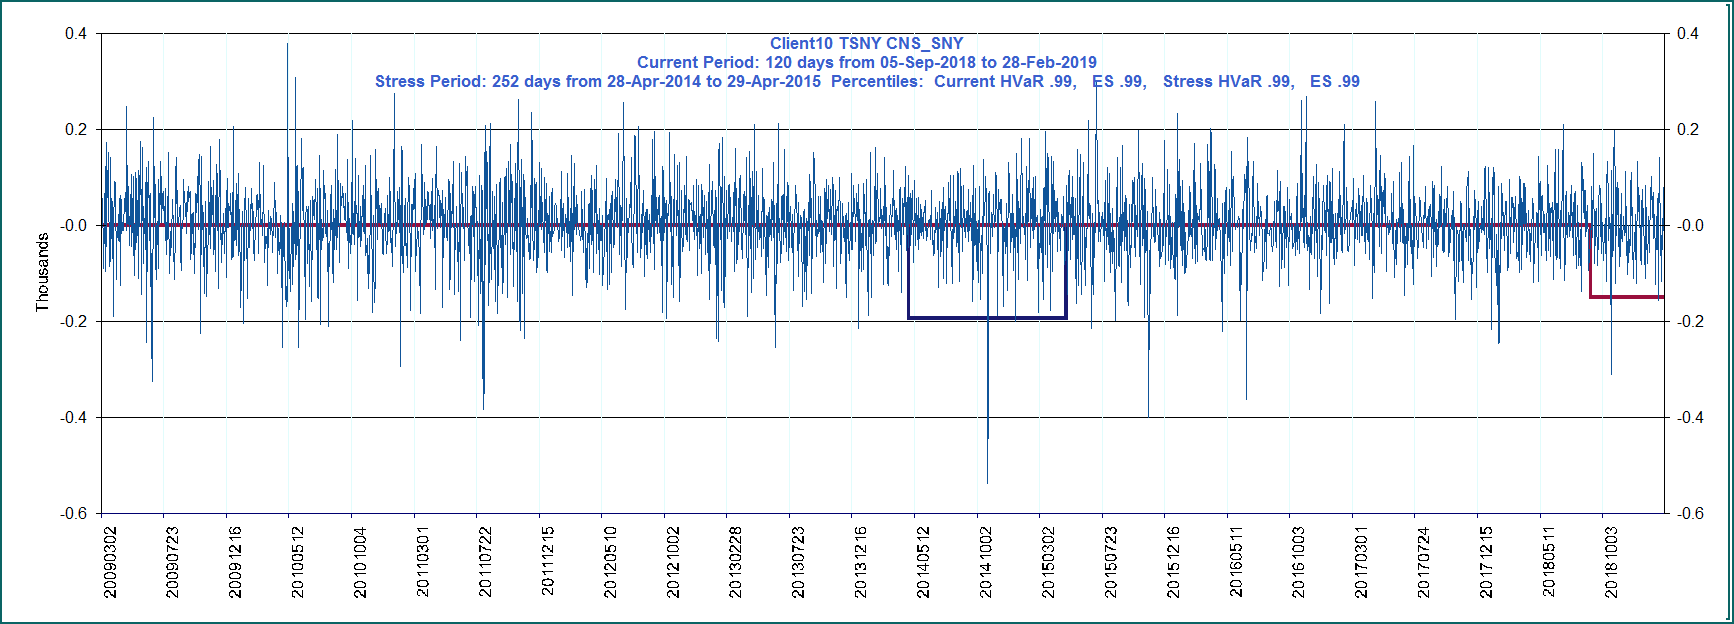 Client10 TSNY CNS_SNY
Current Period: 120 days from 05-Sep-2018 to 28-Feb-2019
Stress Period: 252 days from 28-Apr-2014 to 29-Apr-2015  Percentiles:  Current HVaR .99,   ES .99,   Stress HVaR .99,   ES .99
0.4 0.4
0.2 0.2
-0.0 -0.0
-0.2 -0.2
-0.4 -0.4
-0.6 -0.6
Thousands
20090302 20090723 20091216 20100512 20101004 20110301 20110722 20111215 20120510 20121002 20130228 20130723 20131216 20140512 20141002 20150302 20150723 20151216 20160511 20161003 20170301 20170724 20171215 20180511 20181003